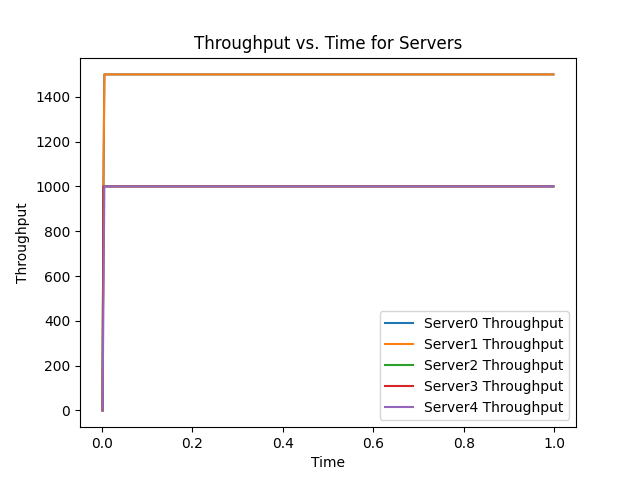 Throughput vs. Time for Servers
1400
1200
1000
800
600
400
200
0
Throughput
0.0 0.2 0.4 0.6 0.8 1.0
Time
Server0 Throughput
Server1 Throughput
Server2 Throughput
Server3 Throughput
Server4 Throughput